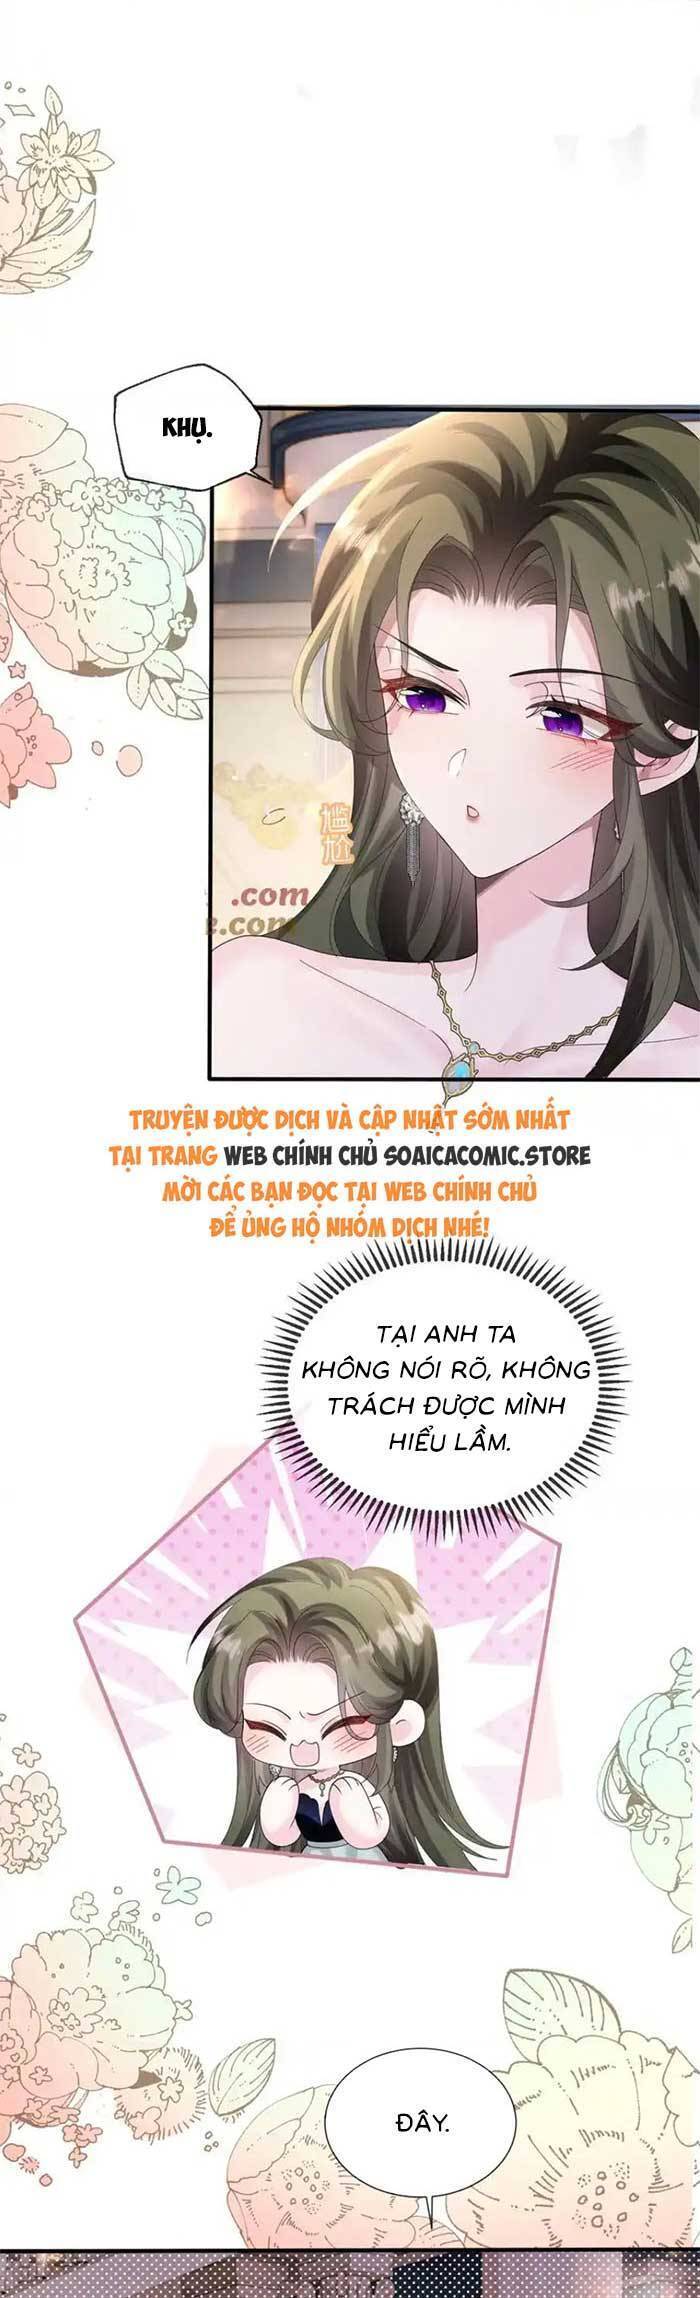 KHỤ.
尴
尬
.com
e.com
TRUYỆN ĐƯỢC DỊCH VÀ CẬP NHẬT SỚM NHẤT
TẠI TRANG WEB CHÍNH CHỦ SOAICACOMIC.STORE
MỜI CÁC BẠN ĐỌC TẠI WEB CHÍNH CHỦ
ĐỂ ỦNG HỘ NHÓM DỊCH NHÉ!
TẠI ANH TA
KHÔNG NÓI RÕ, KHÔNG
TRÁCH ĐƯỢC MÌNH
HIỂU LẦM.
ĐÂY.